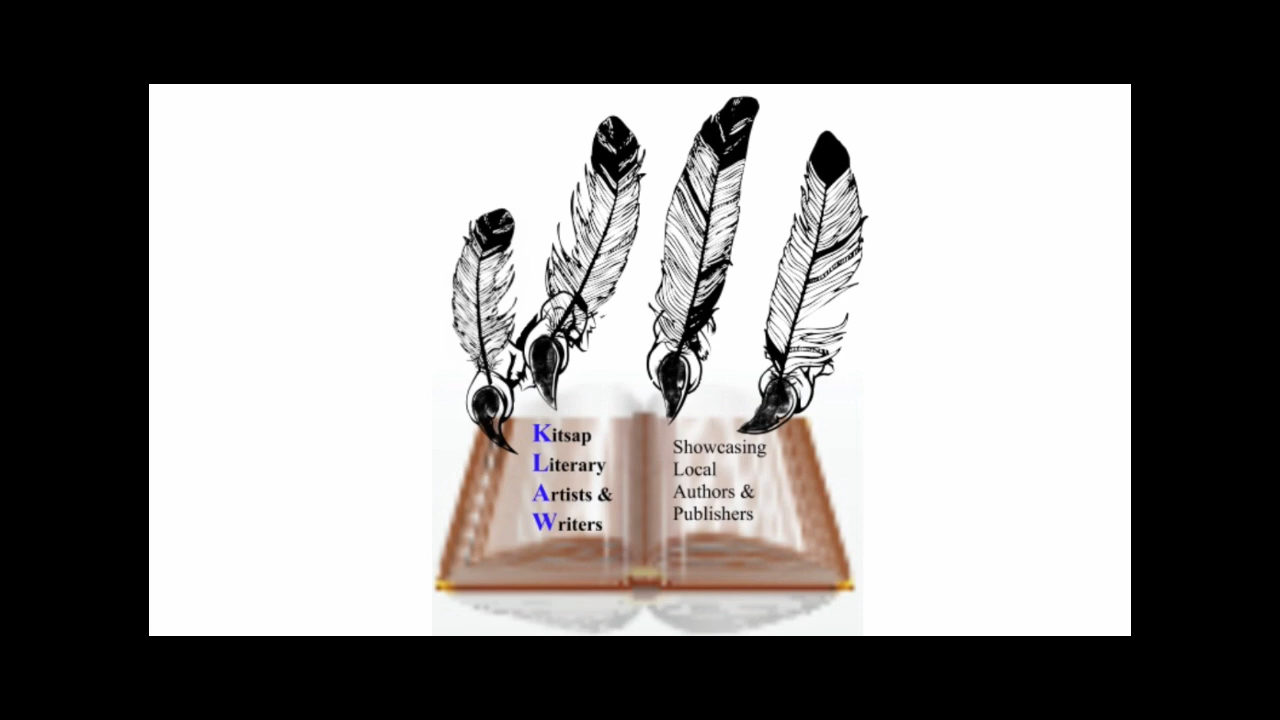 Kitsap
Literary
Artists &
Writers
Showcasing
Local
Authors &
Publishers